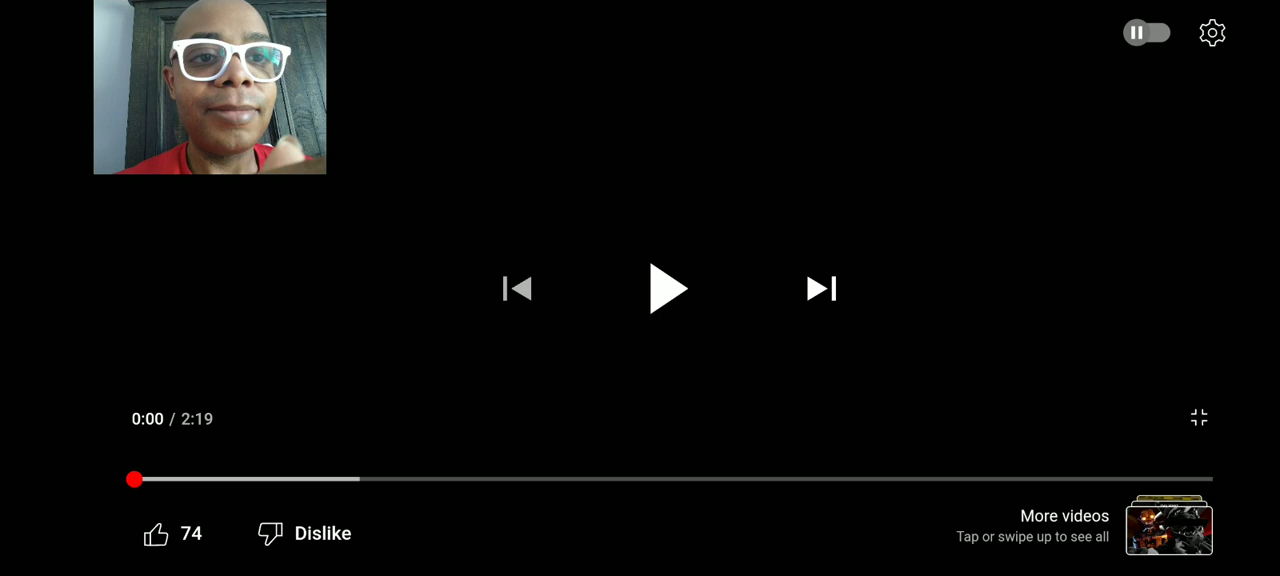 0:00 / 2:19
74
Dislike
More videos
Tap or swipe up to see all